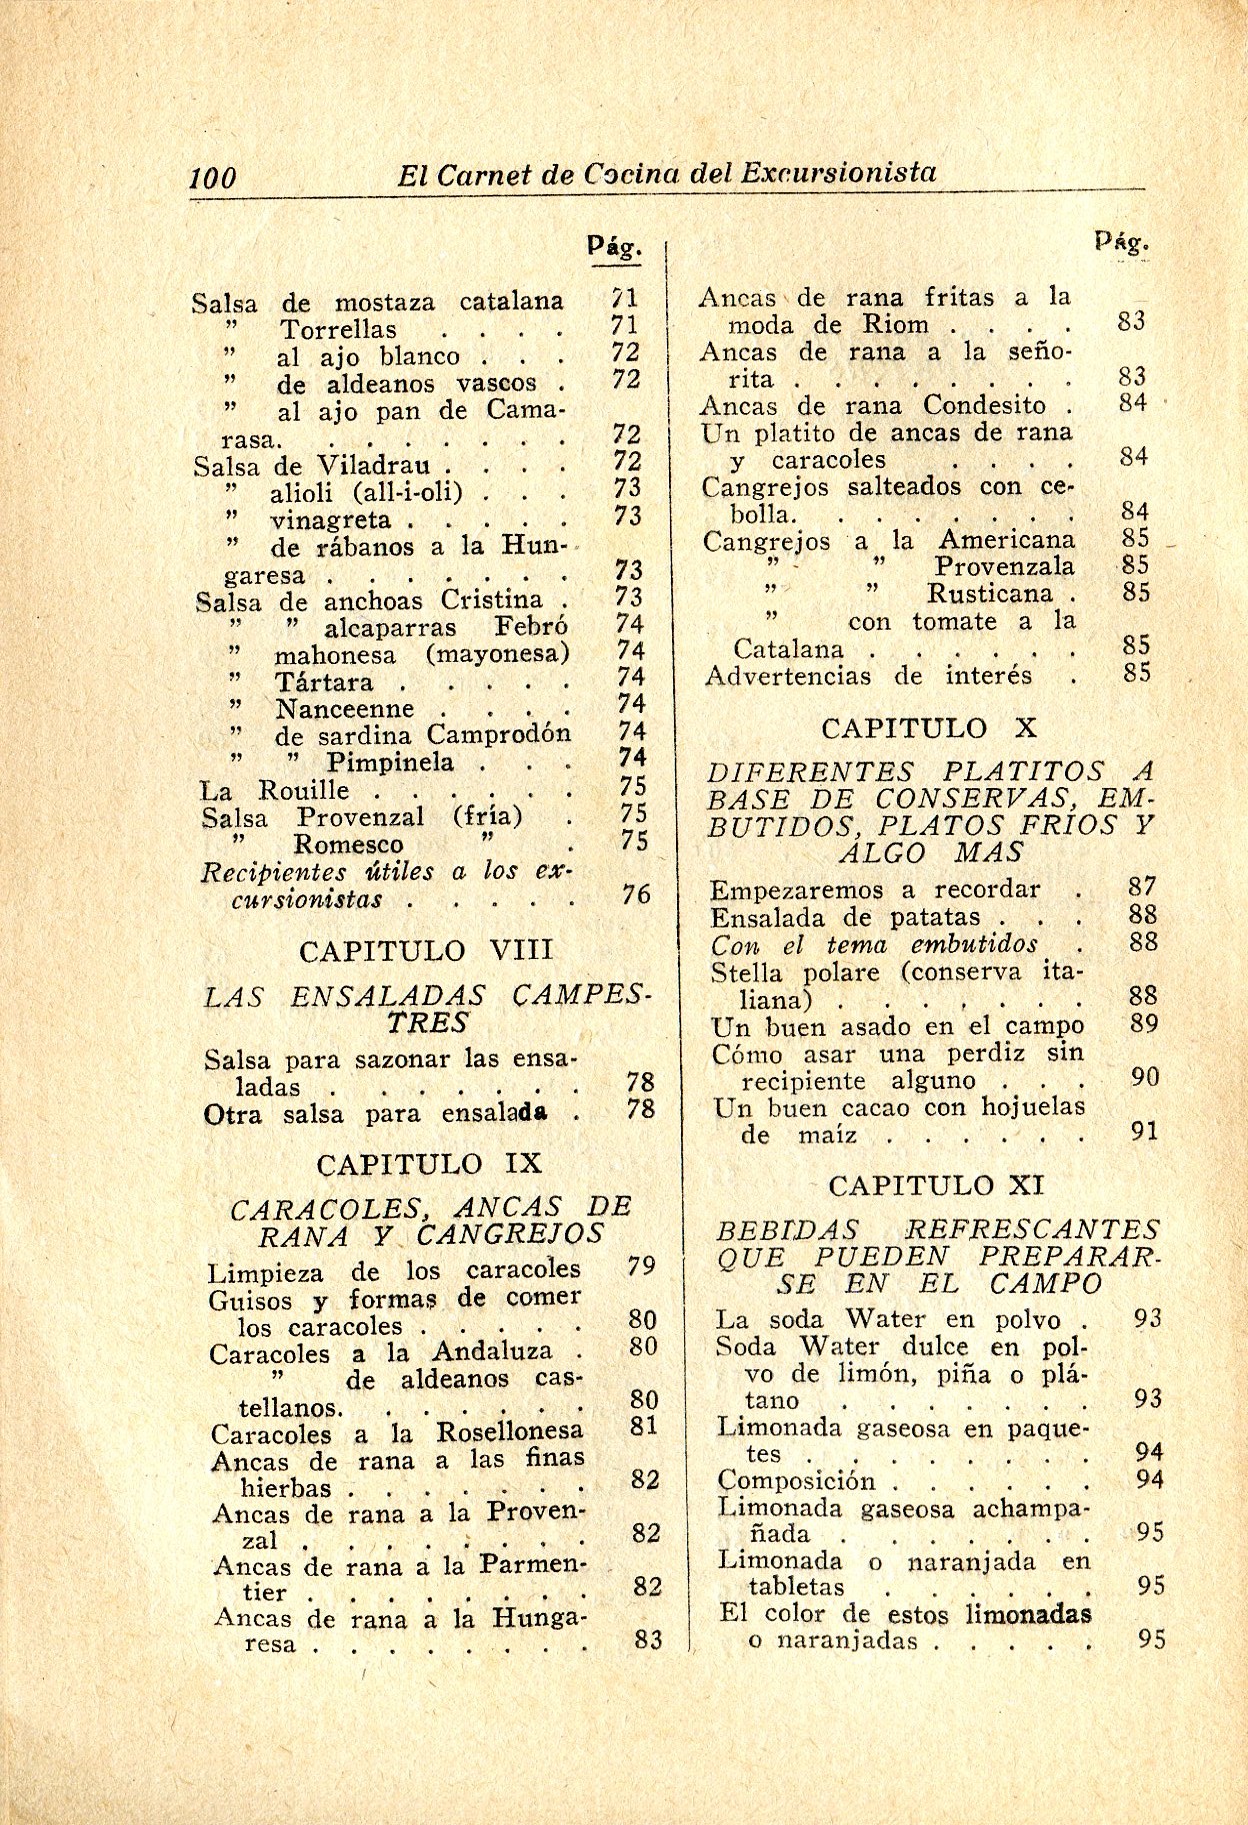 100 El Carnet de Cocina del Excursionista
Pág.
Salsa de mostaza catalana 71
” Torrellas . . . . 71
” al ajo blanco . . . 72
” de aldeanos vascos . 72
” al ajo pan de Cama-
rasa. . . . . . . . 72
Salsa de Viladrau . . . . 72
” alioli (all-i-oli) . . . 73
” vinagreta . . . . . 73
” de rábanos a la Hun-
garesa . . . . . . . 73
Salsa de anchoas Cristina . 73
” ” alcaparras Febró 74
” mahonesa (mayonesa) 74
” Tártara . . . . . 74
” Nanceenne . . . . 74
” de sardina Camprodón 74
” ” Pimpinela . . . 74
La Rouille . . . . . . 75
Salsa Provenzal (fría) . 75
” Romesco ” . 75
Recipientes útiles a los ex-
cursionistas . . . . . 76
CAPITULO VIII
LAS ENSALADAS CAMPES-
TRES
Salsa para sazonar las ensa-
ladas . . . . . . . 78
Otra salsa para ensalada . 78
CAPITULO IX
CARACOLES, ANCAS DE
RANA Y CANGREJOS
Limpieza de los caracoles 79
Guisos y formas de comer
los caracoles . . . . . 80
Caracoles a la Andaluza . 80
” de aldeanos cas-
tellanos. . . . . . . 80
Caracoles a la Rosellonesa 81
Ancas de rana a las finas
hierbas . . . . . . . 82
Ancas de rana a la Proven-
zal . . . . . . . . 82
Ancas de rana a la Parmen-
tier . . . . . . . . 82
Ancas de rana a la Hunga-
resa . . . . . . . . 83
Pág.
Ancas de rana fritas a la
moda de Riom . . . . 83
Ancas de rana a la seño-
rita . . . . . . . . 83
Ancas de rana Condesito . 84
Un platito de ancas de rana
y caracoles . . . . 84
Cangrejos salteados con ce-
bolla. . . . . . . . 84
Cangrejos a la Americana 85
” ” Provenzala 85
” ” Rusticana . 85
” con tomate a la
Catalana . . . . . . 85
Advertencias de interés . 85
CAPITULO X
DIFERENTES PLATITOS A
BASE DE CONSERVAS, EM-
BUTIDOS, PLATOS FRIOS Y
ALGO MAS
Empezaremos a recordar . 87
Ensalada de patatas . . . 88
Con el tema embutidos . 88
Stella polare (conserva ita-
liana) . . . . . . . 88
Un buen asado en el campo 89
Cómo asar una perdiz sin
recipiente alguno . . . 90
Un buen cacao con hojuelas
de maíz . . . . . . 91
CAPITULO XI
BEBIDAS REFRESCANTES
QUE PUEDEN PREPARAR-
SE EN EL CAMPO
La soda Water en polvo . 93
Soda Water dulce en pol-
vo de limón, piña o plá-
tano . . . . . . . 93
Limonada gaseosa en paque-
tes . . . . . . . . 94
Composición . . . . . . 94
Limonada gaseosa achampa-
ñada . . . . . . . 95
Limonada o naranjada en
tabletas . . . . . . 95
El color de estos limonadas
o naranjadas . . . . . 95